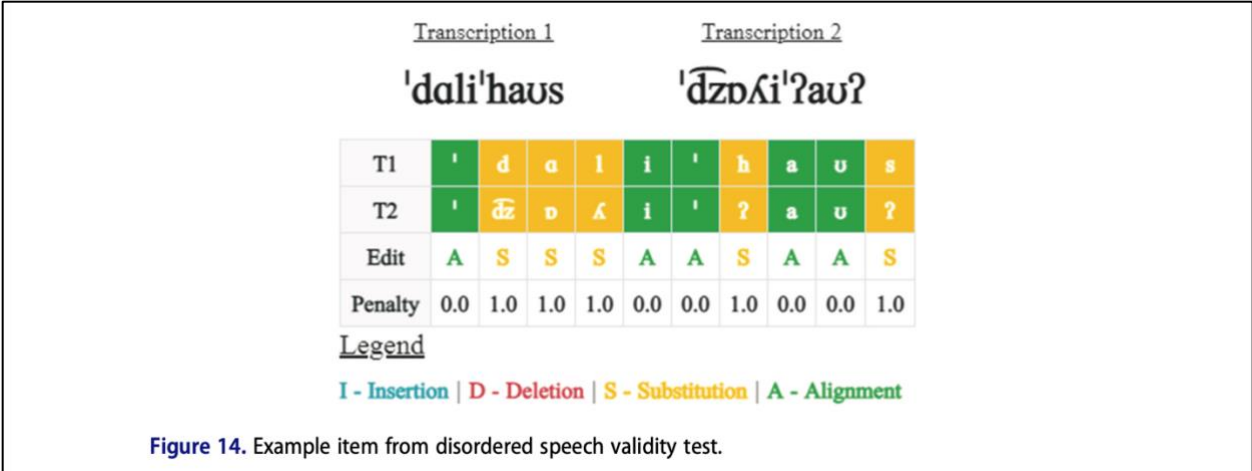 Transcription 1 Transcription 2
ˈdɑliˈhaʊs ˈd͡zɒʎiˈʔaʊʔ
T1 ˈ d ɑ l i ˈ h a ʊ s
T2 ˈ d͡z ɒ ʎ i ˈ ʔ a ʊ ʔ
Edit A S S S A A S A A S
Penalty 0.0 1.0 1.0 1.0 0.0 0.0 1.0 0.0 0.0 1.0
Legend
I - Insertion | D - Deletion | S - Substitution | A - Alignment
Figure 14. Example item from disordered speech validity test.